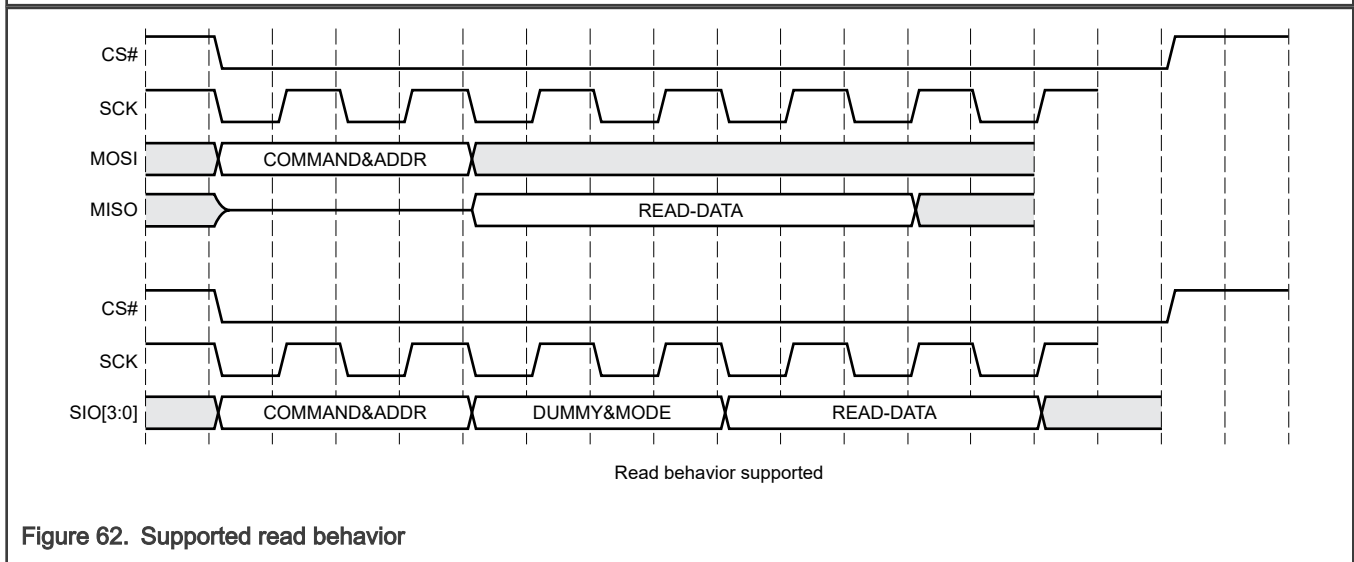 CS#
SCK
MOSI COMMAND&ADDR
MISO READ-DATA
CS#
SCK
SIO[3:0] COMMAND&ADDR DUMMY&MODE READ-DATA
Read behavior supported
Figure 62. Supported read behavior